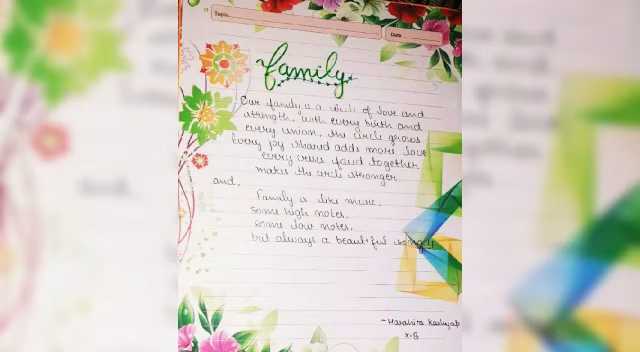 Topic
Date
Family
Our family is a circle of love and
strength. With every birth and
every union, the circle grows
Every joy shared adds more love
every crisis faced together
makes the circle stronger
and,
Family is like music,
some high notes,
some low notes,
but always a beautiful song
X-B